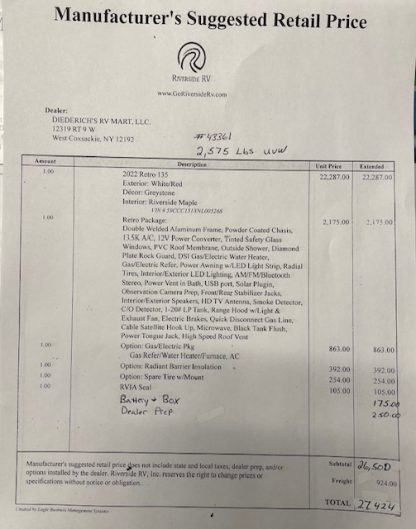 Manufacturer's Suggested Retail Price
RIVERSIDE RV
www.GoRiversideRv.com
Dealer:
DIEDERICH'S RV MART, LLC.
12319 RT 9 W
West Coxsackie, NY 12192
#43361
2,575 Lbs uvw
Amount Description Unit Price Extended
1.00 2022 Retro 135 22,287.00 22,287.00
Exterior: White/Red
Décor: Greystone
Interior: Riverside Maple
VIN #
1.00 Retro Package: 2,175.00 2,175.00
Double Welded Aluminum Frame, Powder Coated Chasis,
13.5K A/C, 12V Power Converter, Tinted Safety Glass
Windows, PVC Roof Membrane, Outside Shower, Diamond
Plate Rock Guard, DSI Gas/Electric Water Heater,
Gas/Electric Refer, Power Awning w/LED Light Strip, Radial
Tires, Interior/Exterior LED Lighting, AM/FM/Bluetooth
Stereo, Power Vent in Bath, USB port, Solar Plugin,
Observation Camera Prep, Front/Rear Stabilizer Jacks,
Interior/Exterior Speakers, HD TV Antenna, Smoke Detector,
C/O Detector, 1-20# LP Tank, Range Hood w/Light &
Exhaust Fan, Electric Brakes, Quick Disconnect Gas Line,
Cable Satellite Hook Up, Microwave, Black Tank Flush,
Power Tongue Jack, High Speed Roof Vent
1.00 Option: Gas/Electric Pkg 863.00 863.00
Gas Refer/Water Heater/Furnace, AC
1.00 Option: Radiant Barrier Insulation 392.00 392.00
1.00 Option: Spare Tire w/Mount 254.00 254.00
1.00 RVIA Seal 105.00 105.00
Battery + Box 175.00
Dealer Prep 250.00
Manufacturer's suggested retail price does not include state and local taxes, dealer prep, and/or
options installed by the dealer. Riverside RV, Inc. reserves the right to change prices or
specifications without notice or obligation.
Subtotal 26,500
Freight 924.00
TOTAL 27424
Created by Eagle Business Management Systems